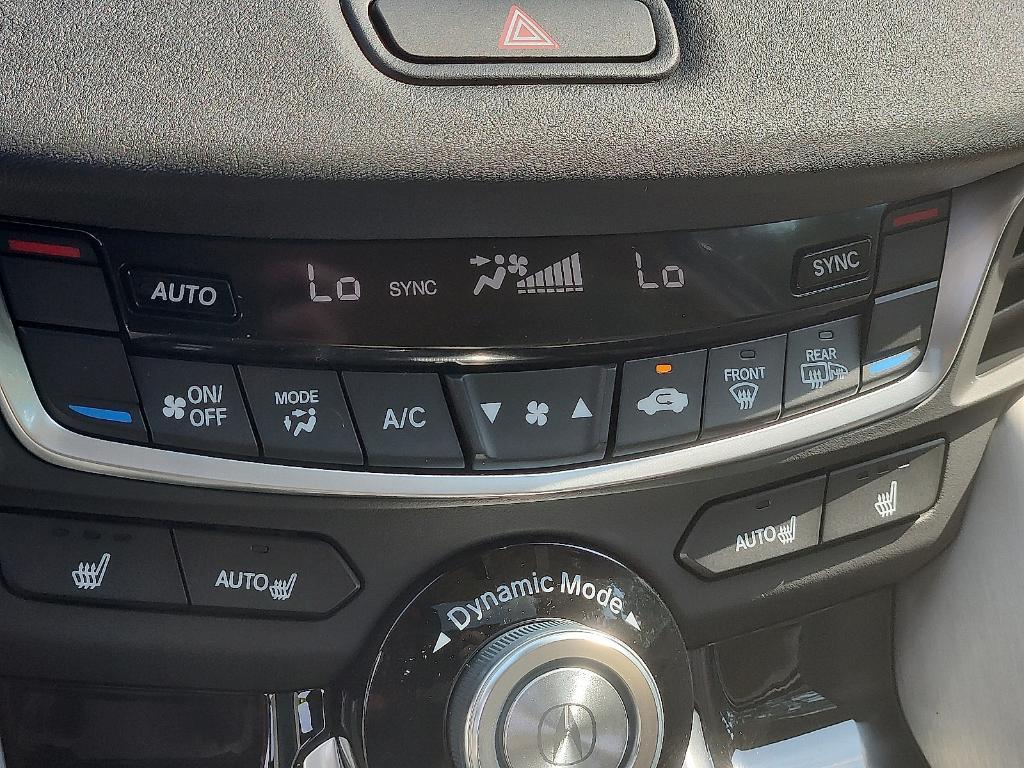 AUTO Lo SYNC Lo SYNC
ON/
OFF
MODE
A/C
FRONT
REAR
AUTO
AUTO
Dynamic Mode